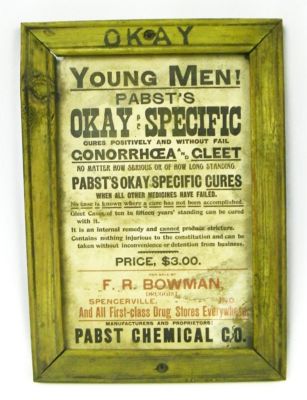 OKAY
YOUNG MEN!
PABST'S
OKAY SPECIFIC
CURES POSITIVELY AND WITHOUT FAIL
GONORRHŒA AND GLEET
NO MATTER HOW SERIOUS OR OF HOW LONG STANDING.
PABST'S OKAY SPECIFIC CURES
WHEN ALL OTHER MEDICINES HAVE FAILED.
No case is known where a cure has not been accomplished.
Gleet Cases of ten to fifteen years' standing can be cured
with it.
It is an internal remedy and cannot produce stricture.
Contains nothing injurious to the constitution and can be
taken without inconvenience or detention from business.
PRICE, $3.00.
FOR SALE BY
F. R. BOWMAN,
DRUGGIST,
SPENCERVILLE, IND.
And All First-class Drug Stores Everywhere.
MANUFACTURERS AND PROPRIETORS:
PABST CHEMICAL CO.